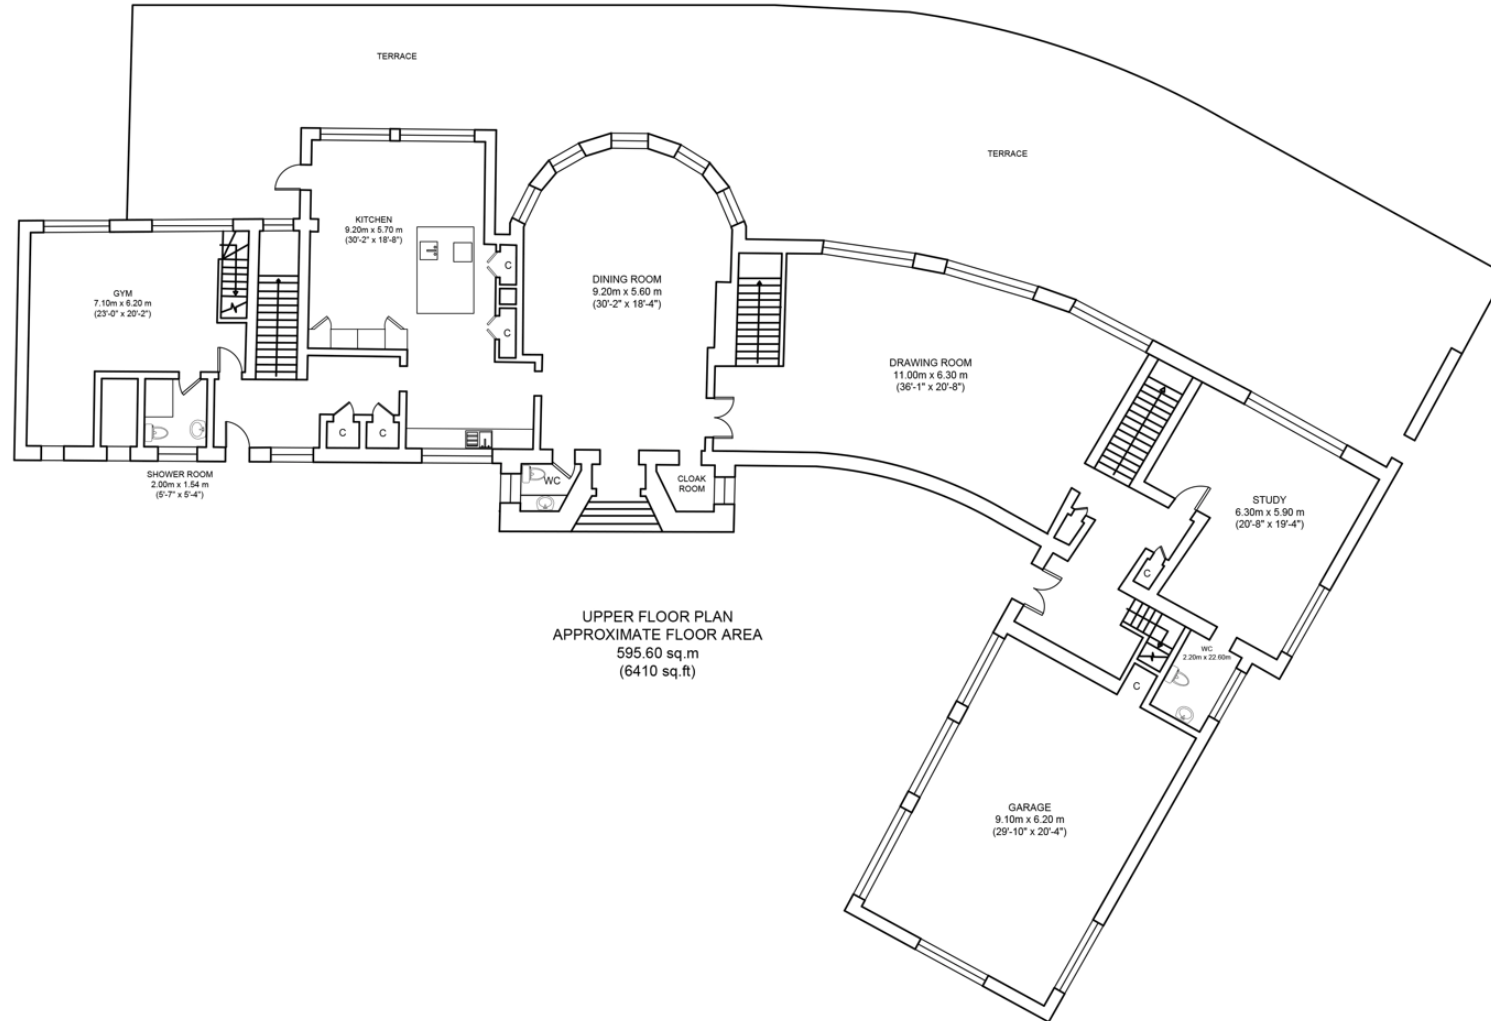 TERRACE
TERRACE
KITCHEN
9.20m x 5.70 m
(30'-2" x 18'-8")
C
C
DINING ROOM
9.20m x 5.60 m
(30'-2" x 18'-4")
GYM
7.10m x 6.20 m
(23'-0" x 20'-2")
DRAWING ROOM
11.00m x 6.30 m
(36'-1" x 20'-8")
C
C
SHOWER ROOM
2.00m x 1.54 m
(5'-7" x 5'-4")
WC
CLOAK
ROOM
STUDY
6.30m x 5.90 m
(20'-8" x 19'-4")
C
UPPER FLOOR PLAN
APPROXIMATE FLOOR AREA
595.60 sq.m
(6410 sq.ft)
WC
2.20m x 22.60m
C
GARAGE
9.10m x 6.20 m
(29'-10" x 20'-4")